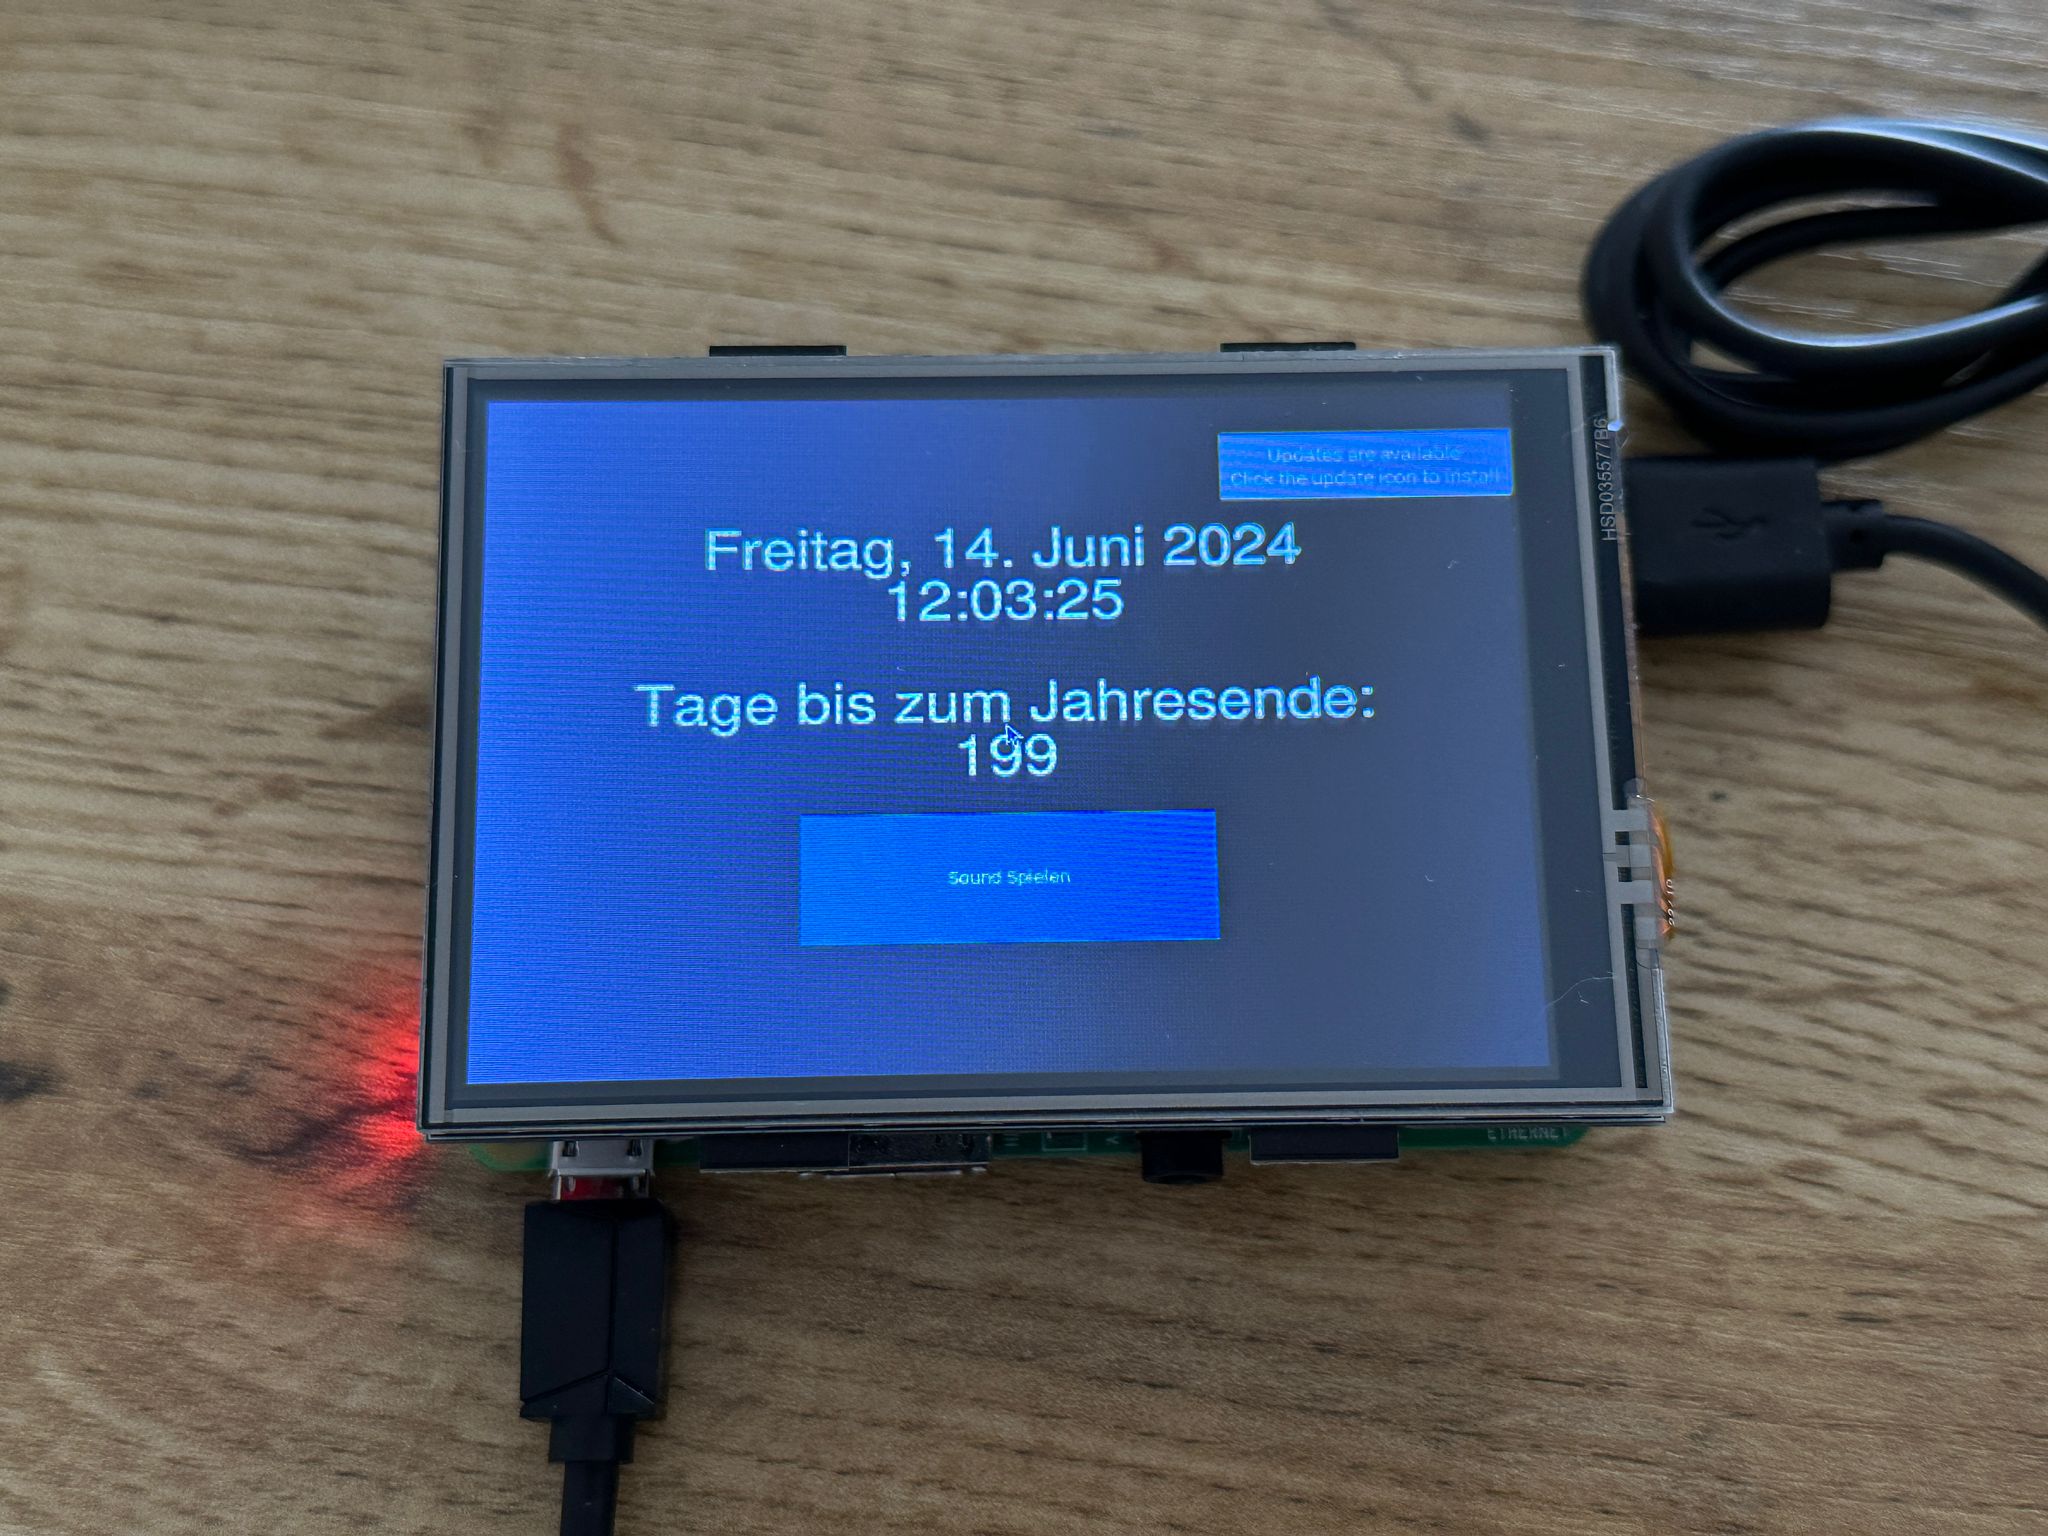 Updates are available
Click the update icon to install
Freitag, 14. Juni 2024
12:03:25
Tage bis zum Jahresende:
199
Sound Spielen
HSD035577B6
ETHERNET